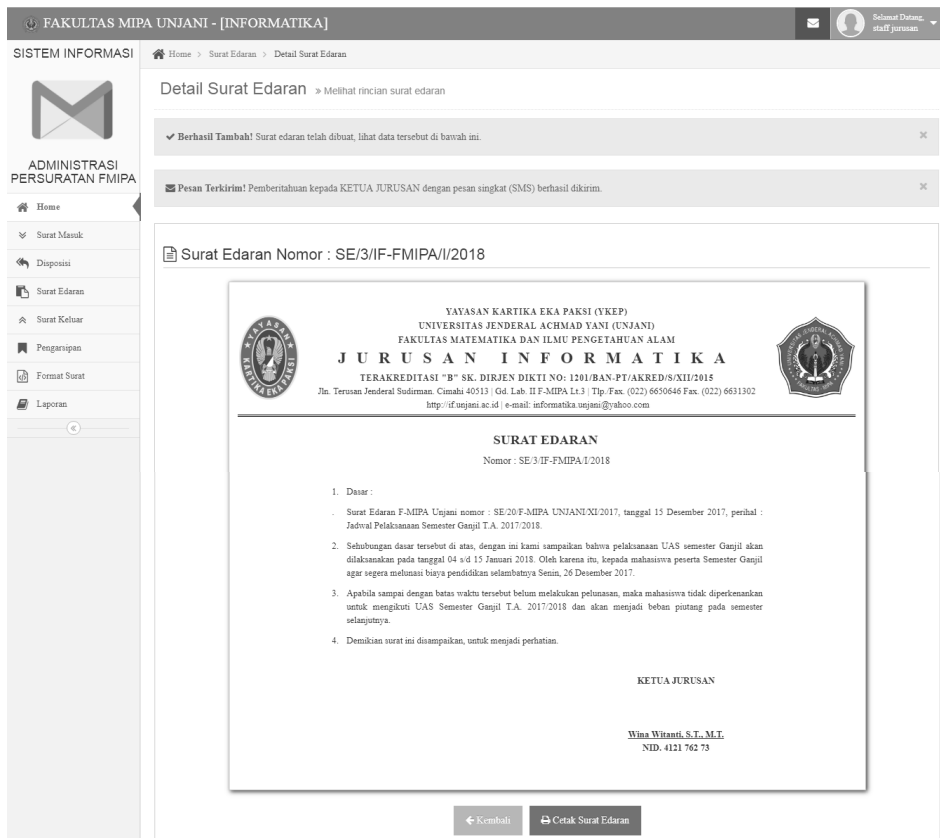 FAKULTAS MIPA UNJANI - [INFORMATIKA]
Selamat Datang,
staff jurusan
SISTEM INFORMASI
ADMINISTRASI
PERSURATAN FMIPA
Home
Surat Masuk
Disposisi
Surat Edaran
Surat Keluar
Pengarsipan
Format Surat
Laporan
Home > Surat Edaran > Detail Surat Edaran
Detail Surat Edaran » Melihat rincian surat edaran
Berhasil Tambah! Surat edaran telah dibuat, lihat data tersebut di bawah ini.
Pesan Terkirim! Pemberitahuan kepada KETUA JURUSAN dengan pesan singkat (SMS) berhasil dikirim.
Surat Edaran Nomor : SE/3/IF-FMIPA/I/2018
YAYASAN
KARTIKA EKA PAKSI
YAYASAN KARTIKA EKA PAKSI (YKEP)
UNIVERSITAS JENDERAL ACHMAD YANI (UNJANI)
FAKULTAS MATEMATIKA DAN ILMU PENGETAHUAN ALAM
JURUSAN INFORMATIKA
TERAKREDITASI "B" SK. DIRJEN DIKTI NO: 1201/BAN-PT/AKRED/S/XII/2015
Jln. Terusan Jenderal Sudirman. Cimahi 40513 | Gd. Lab. II F-MIPA Lt.3 | Tlp./Fax. (022) 6650646 Fax. (022) 6631302
http://if.unjani.ac.id | e-mail: informatika.unjani@yahoo.com
SURAT EDARAN
Nomor : SE/3/IF-FMIPA/I/2018
1. Dasar :
. Surat Edaran F-MIPA Unjani nomor : SE/20/F-MIPA UNJANI/XI/2017, tanggal 15 Desember 2017, perihal :
Jadwal Pelaksanaan Semester Ganjil T.A. 2017/2018.
2. Sehubungan dasar tersebut di atas, dengan ini kami sampaikan bahwa pelaksanaan UAS semester Ganjil akan
dilaksanakan pada tanggal 04 s/d 15 Januari 2018. Oleh karena itu, kepada mahasiswa peserta Semester Ganjil
agar segera melunasi biaya pendidikan selambatnya Senin, 26 Desember 2017.
3. Apabila sampai dengan batas waktu tersebut belum melakukan pelunasan, maka mahasiswa tidak diperkenankan
untuk mengikuti UAS Semester Ganjil T.A. 2017/2018 dan akan menjadi beban piutang pada semester
selanjutnya.
4. Demikian surat ini disampaikan, untuk menjadi perhatian.
KETUA JURUSAN
Wina Witanti, S.T., M.T.
NID. 4121 762 73
Kembali
Cetak Surat Edaran